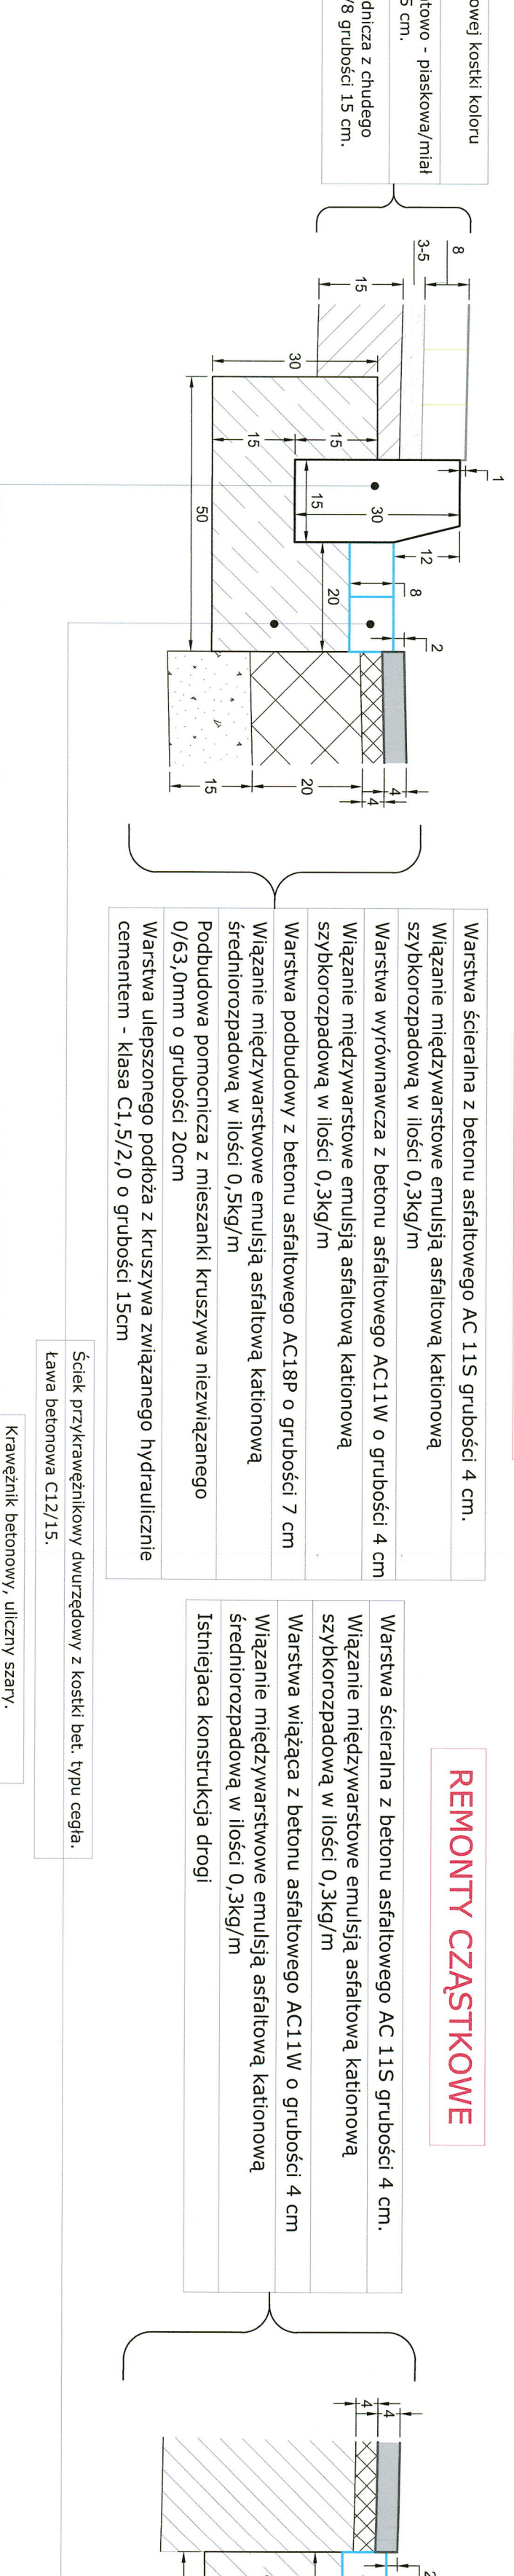 owej kostki koloru
towo - piaskowa/miał
5 cm.
dnicza z chudego
/8 grubości 15 cm.
8
3-5
15
30
15
15
50
1
30
15
12
8
20
2
4
4
20
15
Warstwa ścieralna z betonu asfaltowego AC 11S grubości 4 cm.
Wiązanie międzywarstowe emulsją asfaltową kationową
szybkorozpadową w ilości 0,3kg/m
Warstwa wyrównawcza z betonu asfaltowego AC11W o grubości 4 cm
Wiązanie międzywarstowe emulsją asfaltową kationową
szybkorozpadową w ilości 0,3kg/m
Warstwa podbudowy z betonu asfaltowego AC18P o grubości 7 cm
Wiązanie międzywarstwowe emulsją asfaltową kationową
średniorozpadową w ilości 0,5kg/m
Podbudowa pomocnicza z mieszanki kruszywa niezwiązanego
0/63,0mm o grubości 20cm
Warstwa ulepszonego podłoża z kruszywa związanego hydraulicznie
cementem - klasa C1,5/2,0 o grubości 15cm
Ściek przykrawężnikowy dwurzędowy z kostki bet. typu cegła.
Ława betonowa C12/15.
Krawężnik betonowy, uliczny szary.
REMONTY CZĄSTKOWE
Warstwa ścieralna z betonu asfaltowego AC 11S grubości 4 cm.
Wiązanie międzywarstowe emulsją asfaltową kationową
szybkorozpadową w ilości 0,3kg/m
Warstwa wiążąca z betonu asfaltowego AC11W o grubości 4 cm
Wiązanie międzywarstwowe emulsją asfaltową kationową
średniorozpadową w ilości 0,3kg/m
Istniejaca konstrukcja drogi
4
4